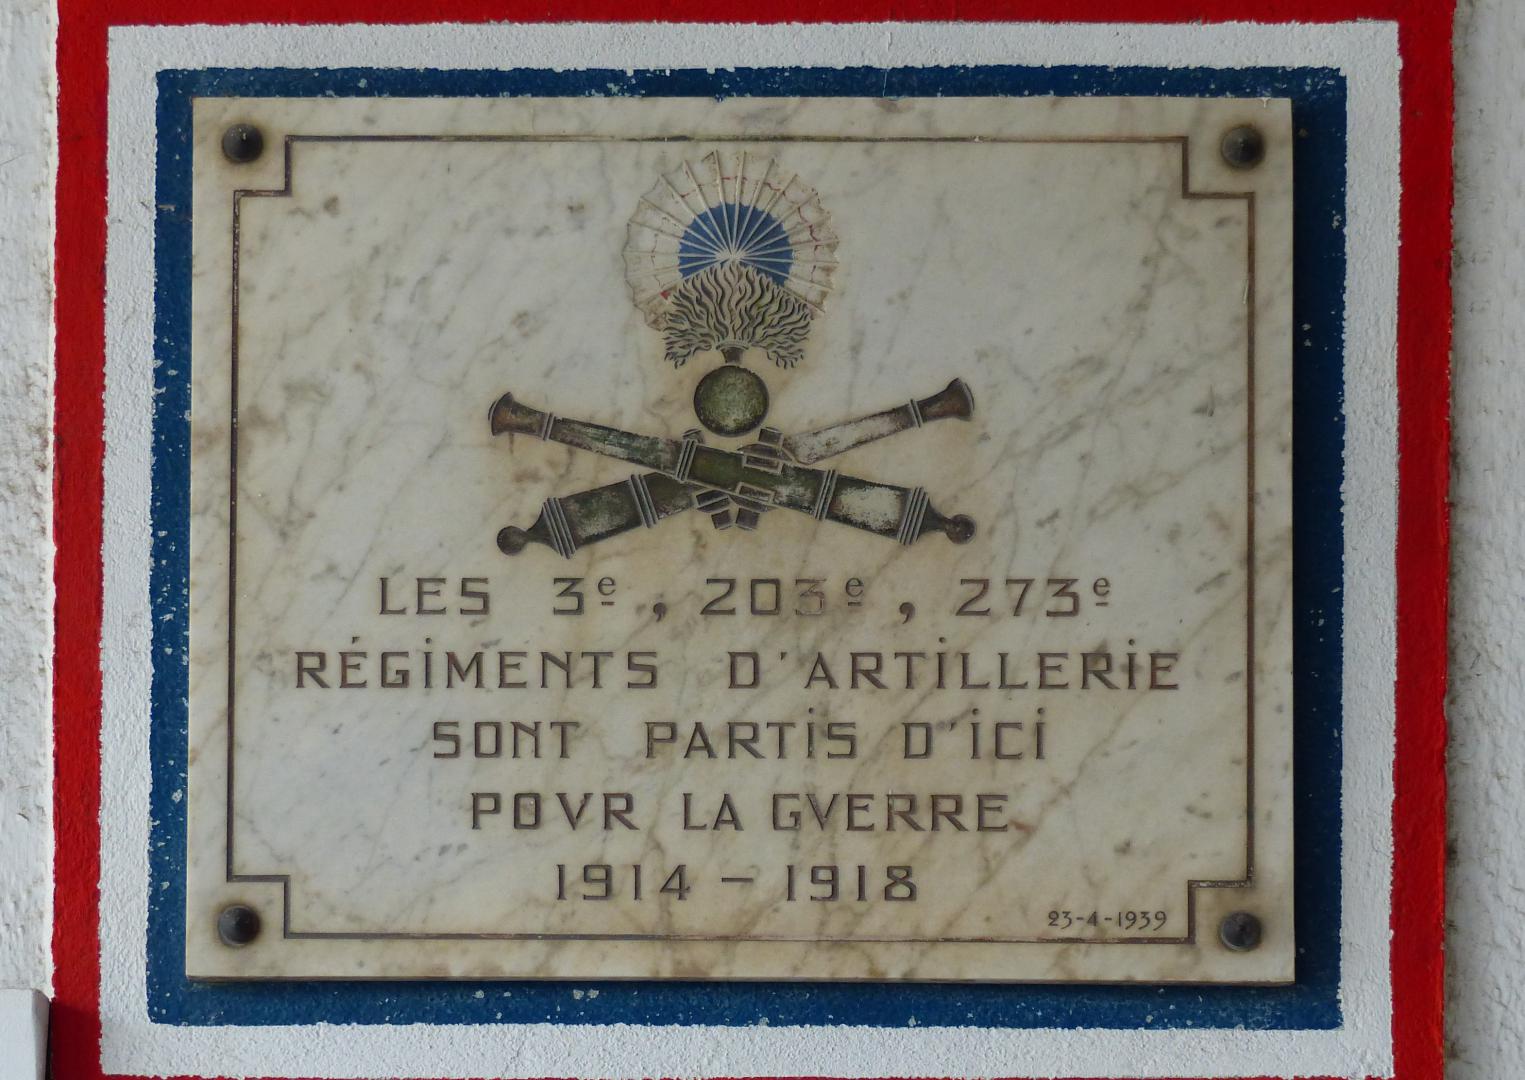 LES 3e, 203e, 273e
RÉGIMENTS D'ARTILLERIE
SONT PARTIS D'ICI
POVR LA GVERRE
1914 - 1918
23-4-1939